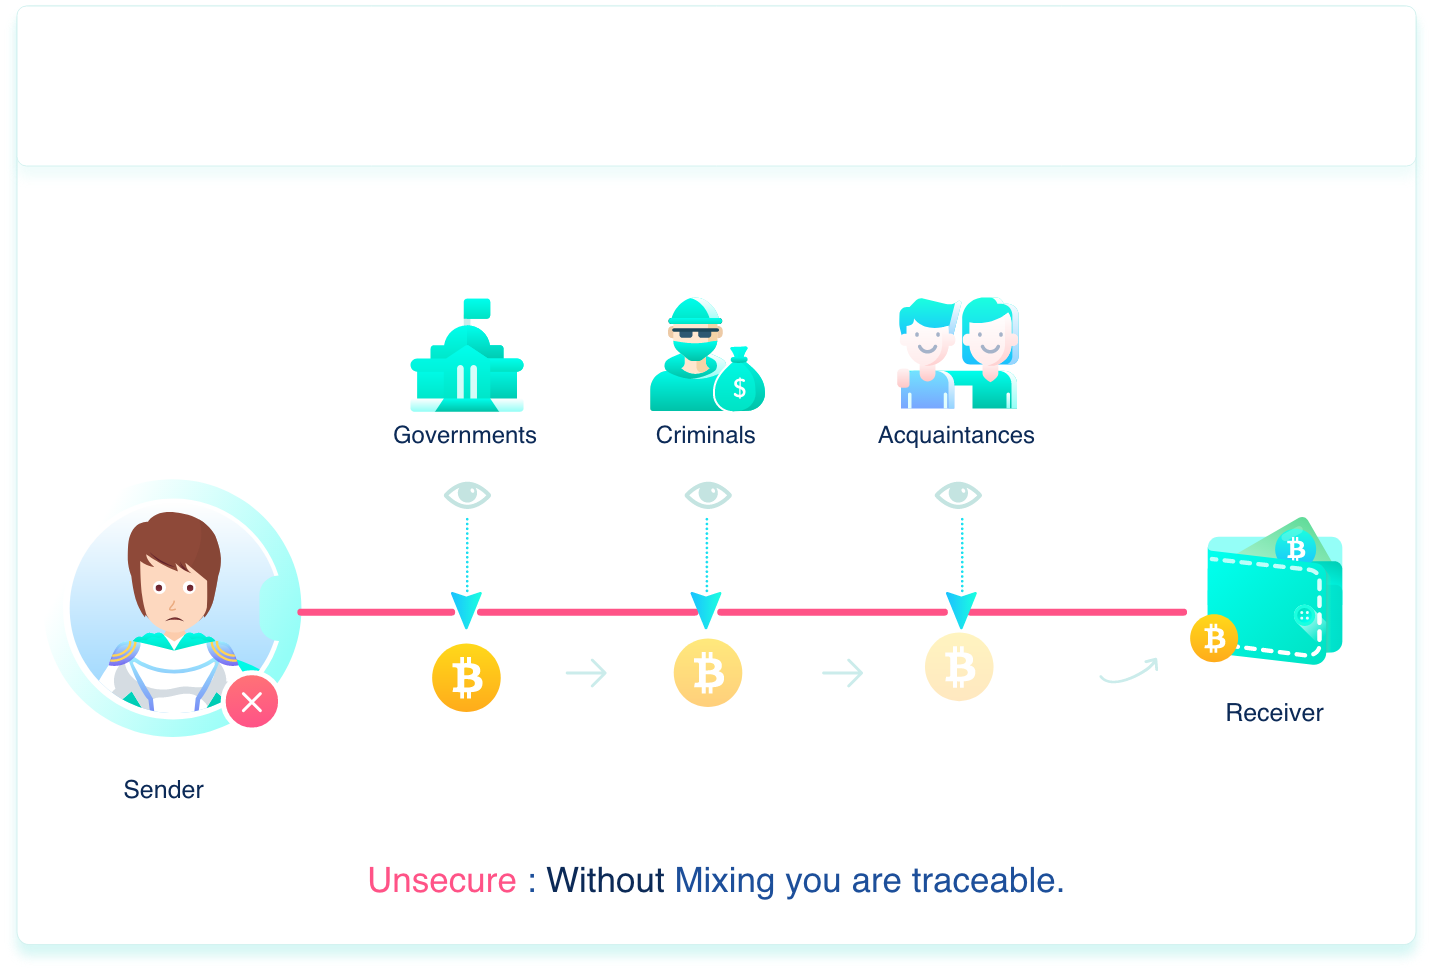 Governments
Criminals
Acquaintances
$
Sender
Receiver
Unsecure : Without Mixing you are traceable.